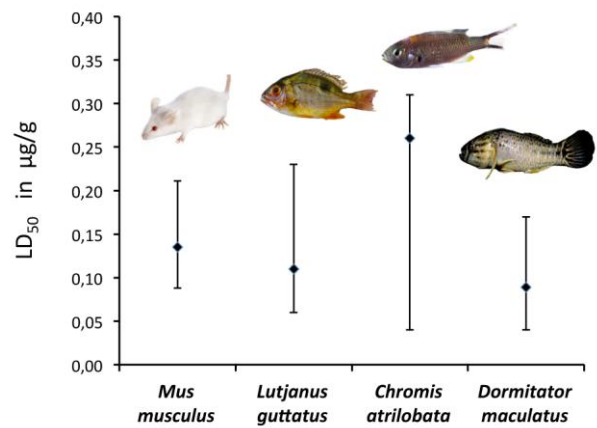 0,40
0,35
0,30
0,25
0,20
0,15
0,10
0,05
0,00
LD50 in µg/g
Mus
musculus
Lutjanus
guttatus
Chromis
atrilobata
Dormitator
maculatus